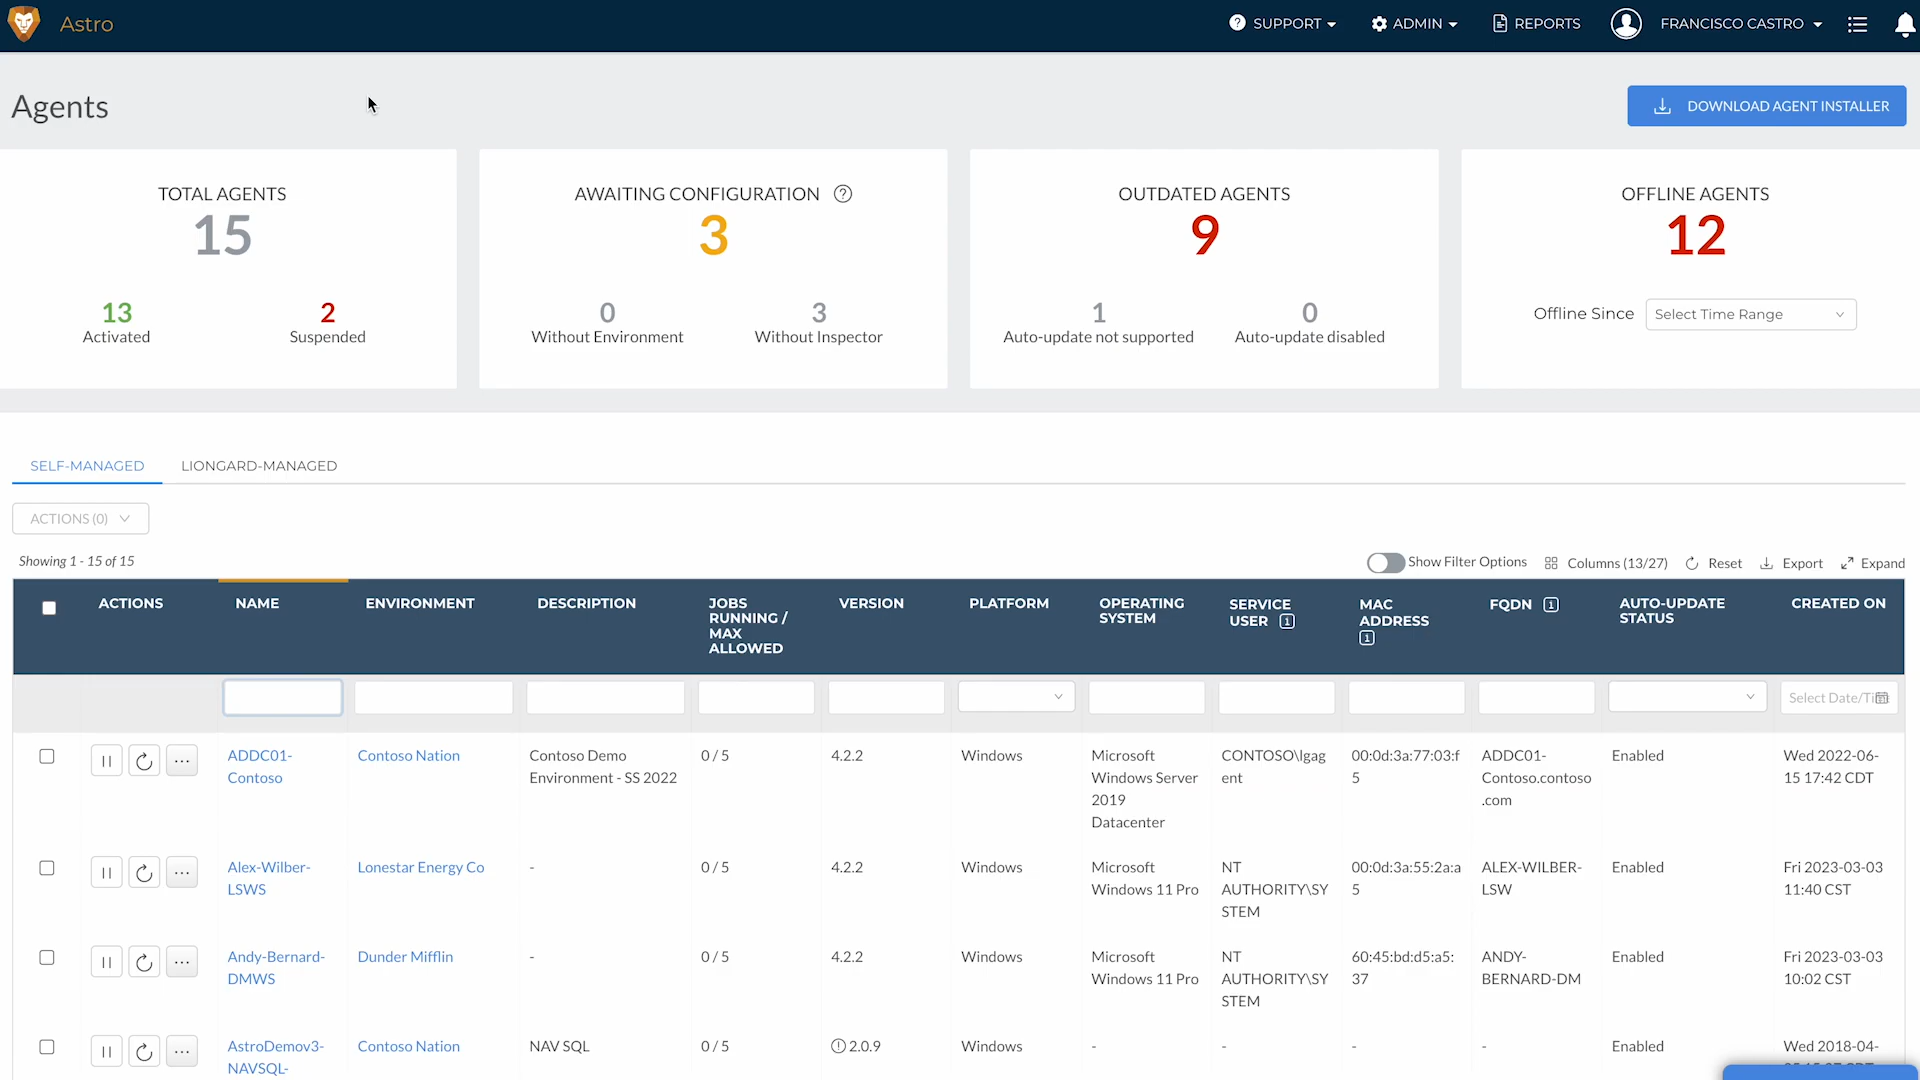 Astro
SUPPORT
ADMIN
REPORTS
FRANCISCO CASTRO
Agents
DOWNLOAD AGENT INSTALLER
TOTAL AGENTS
15
13
Activated
2
Suspended
AWAITING CONFIGURATION ?
3
0
Without Environment
3
Without Inspector
OUTDATED AGENTS
9
1
Auto-update not supported
0
Auto-update disabled
OFFLINE AGENTS
12
Offline Since
Select Time Range
SELF-MANAGED
LIONGARD-MANAGED
ACTIONS (0)
Showing 1 - 15 of 15
Show Filter Options
Columns (13/27)
Reset
Export
Expand
ACTIONS
NAME
ENVIRONMENT
DESCRIPTION
JOBS
RUNNING /
MAX
ALLOWED
VERSION
PLATFORM
OPERATING
SYSTEM
SERVICE
USER
MAC
ADDRESS
FQDN
AUTO-UPDATE
STATUS
CREATED ON
Select Date/Ti
ADDC01-
Contoso
Contoso Nation
Contoso Demo
Environment - SS 2022
0 / 5
4.2.2
Windows
Microsoft
Windows Server
2019
Datacenter
CONTOSO\lgag
ent
00:0d:3a:77:03:f
5
ADDC01-
Contoso.contoso
.com
Enabled
Wed 2022-06-
15 17:42 CDT
Alex-Wilber-
LSWS
Lonestar Energy Co
-
0 / 5
4.2.2
Windows
Microsoft
Windows 11 Pro
NT
AUTHORITY\SY
STEM
00:0d:3a:55:2a:a
5
ALEX-WILBER-
LSW
Enabled
Fri 2023-03-03
11:40 CST
Andy-Bernard-
DMWS
Dunder Mifflin
-
0 / 5
4.2.2
Windows
Microsoft
Windows 11 Pro
NT
AUTHORITY\SY
STEM
60:45:bd:d5:a5:
37
ANDY-
BERNARD-DM
Enabled
Fri 2023-03-03
10:02 CST
AstroDemov3-
NAVSQL-
Contoso Nation
NAV SQL
0 / 5
2.0.9
Windows
-
-
-
-
Enabled
Wed 2018-04-